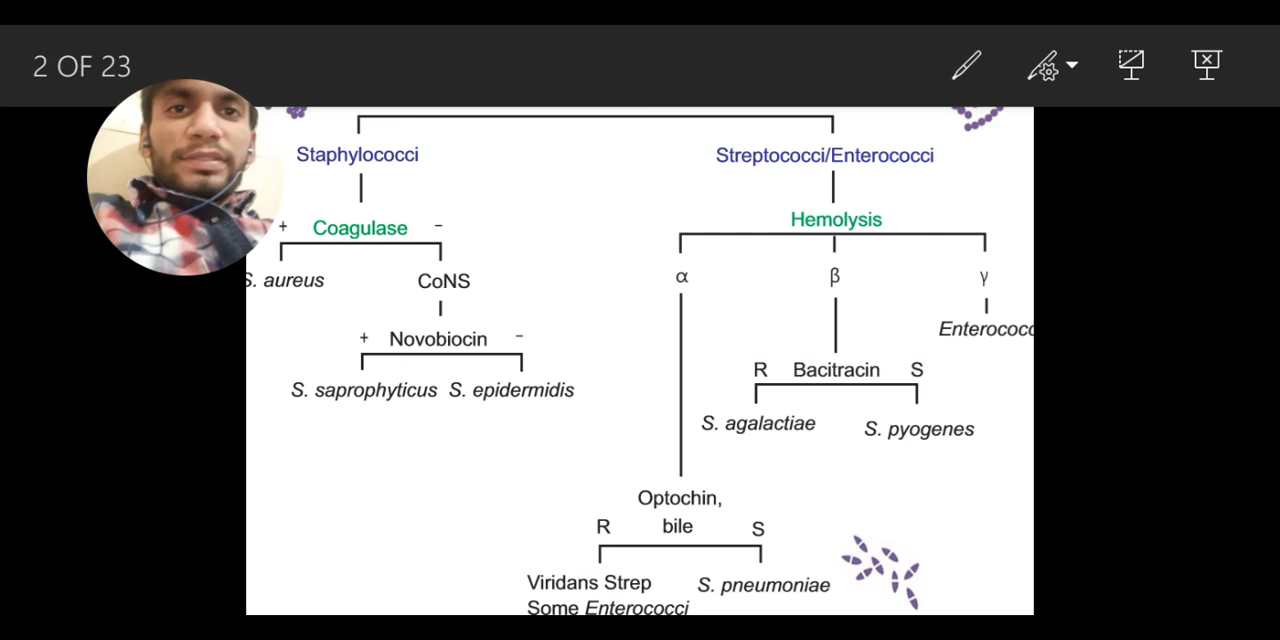 2 OF 23
Staphylococci
Streptococci/Enterococci
+ Coagulase −
Hemolysis
S. aureus
CoNS
α
β
γ
+ Novobiocin −
Enterococc
R Bacitracin S
S. saprophyticus S. epidermidis
S. agalactiae
S. pyogenes
Optochin,
R bile S
Viridans Strep
S. pneumoniae
Some Enterococci